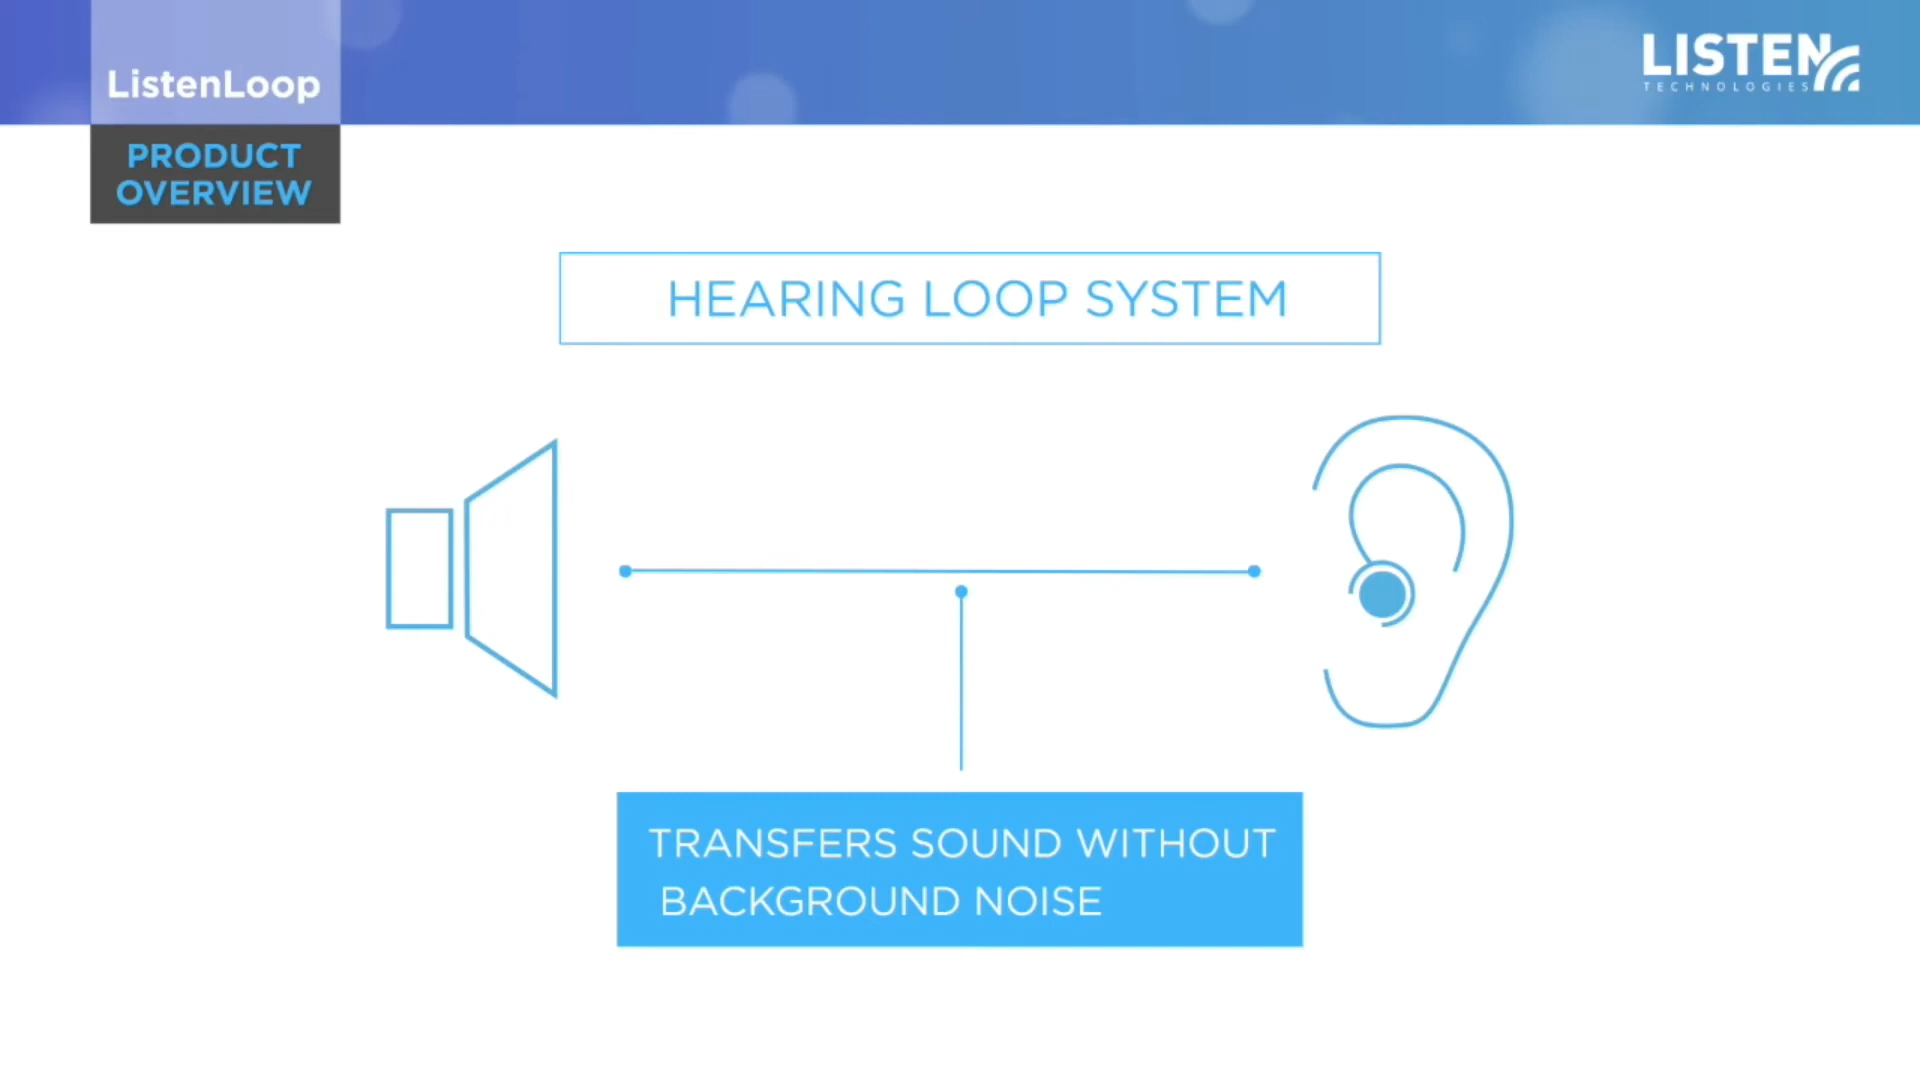 ListenLoop
LISTEN
TECHNOLOGIES
PRODUCT
OVERVIEW
HEARING LOOP SYSTEM
TRANSFERS SOUND WITHOUT
BACKGROUND NOISE